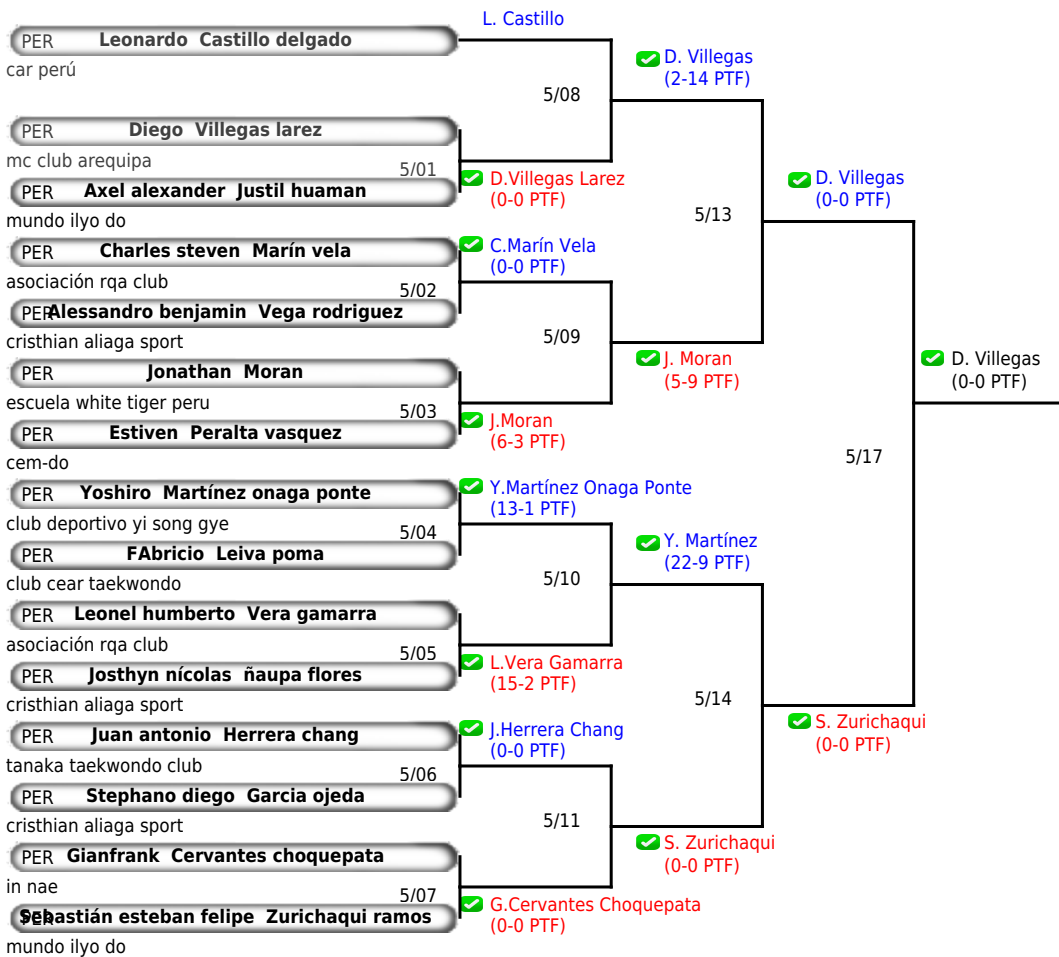 L. Castillo
PER Leonardo Castillo delgado
car perú
D. Villegas
(2-14 PTF)
5/08
PER Diego Villegas larez
mc club arequipa
5/01
D.Villegas Larez
(0-0 PTF)
PER Axel alexander Justil huaman
mundo ilyo do
D. Villegas
(0-0 PTF)
5/13
PER Charles steven Marín vela
asociación rqa club
C.Marín Vela
(0-0 PTF)
5/02
PER Alessandro benjamin Vega rodriguez
cristhian aliaga sport
5/09
PER Jonathan Moran
escuela white tiger peru
J. Moran
(5-9 PTF)
D. Villegas
(0-0 PTF)
5/03
J.Moran
(6-3 PTF)
PER Estiven Peralta vasquez
cem-do
5/17
PER Yoshiro Martínez onaga ponte
club deportivo yi song gye
Y.Martínez Onaga Ponte
(13-1 PTF)
5/04
PER FAbricio Leiva poma
club cear taekwondo
Y. Martínez
(22-9 PTF)
5/10
PER Leonel humberto Vera gamarra
asociación rqa club
5/05
L.Vera Gamarra
(15-2 PTF)
PER Josthyn nícolas ñaupa flores
cristhian aliaga sport
5/14
S. Zurichaqui
(0-0 PTF)
PER Juan antonio Herrera chang
tanaka taekwondo club
J.Herrera Chang
(0-0 PTF)
5/06
PER Stephano diego Garcia ojeda
cristhian aliaga sport
5/11
S. Zurichaqui
(0-0 PTF)
PER Gianfrank Cervantes choquepata
in nae
5/07
G.Cervantes Choquepata
(0-0 PTF)
PER Sebastián esteban felipe Zurichaqui ramos
mundo ilyo do